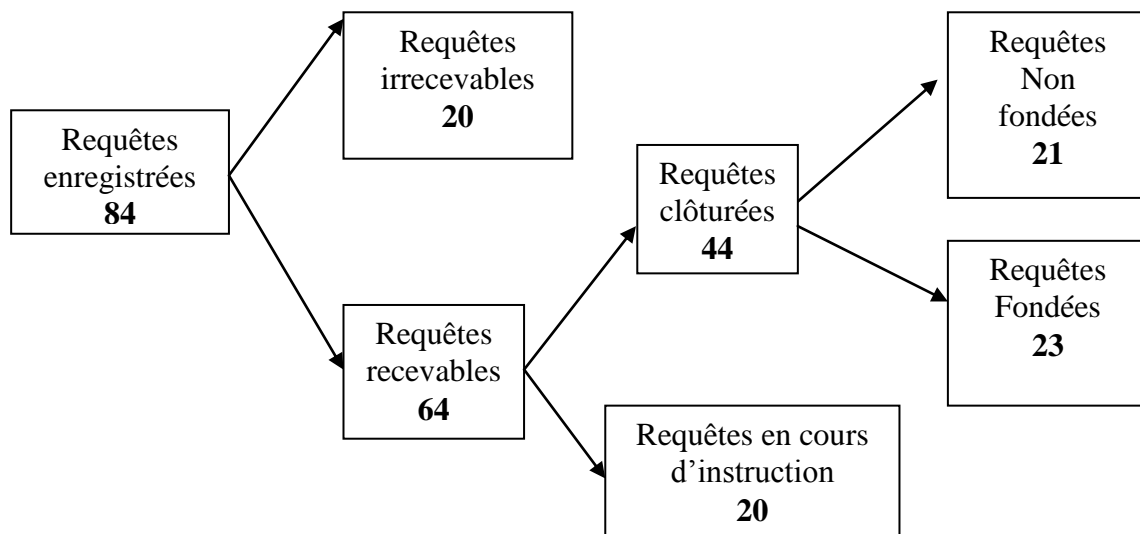 Requêtes
enregistrées
84
Requêtes
irrecevables
20
Requêtes
recevables
64
Requêtes
clôturées
44
Requêtes en cours
d’instruction
20
Requêtes
Non
fondées
21
Requêtes
Fondées
23